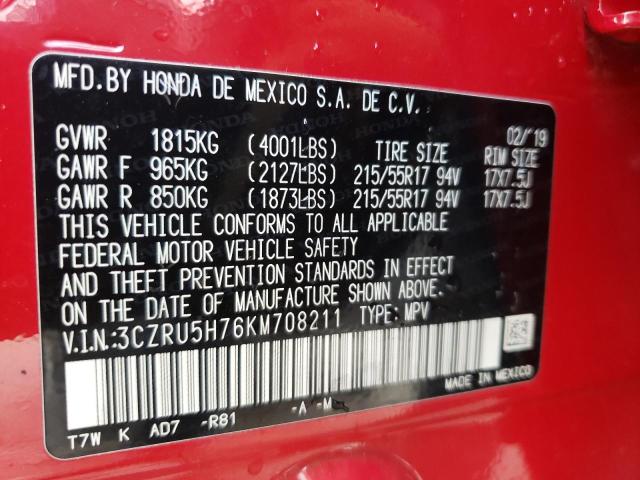 MFD. BY HONDA DE MEXICO S.A. DE C.V.
02/'19
GVWR 1815KG (4001LBS) TIRE SIZE RIM SIZE
GAWR F 965KG (2127LBS) 215/55R17 94V 17X7.5J
GAWR R 850KG (1873LBS) 215/55R17 94V 17X7.5J
THIS VEHICLE CONFORMS TO ALL APPLICABLE
FEDERAL MOTOR VEHICLE SAFETY
AND THEFT PREVENTION STANDARDS IN EFFECT
ON THE DATE OF MANUFACTURE SHOWN ABOVE.
V.I.N.:3CZRU5H76KM708211 TYPE: MPV
MADE IN MEXICO
T7W K AD7 -R81 -A -M-